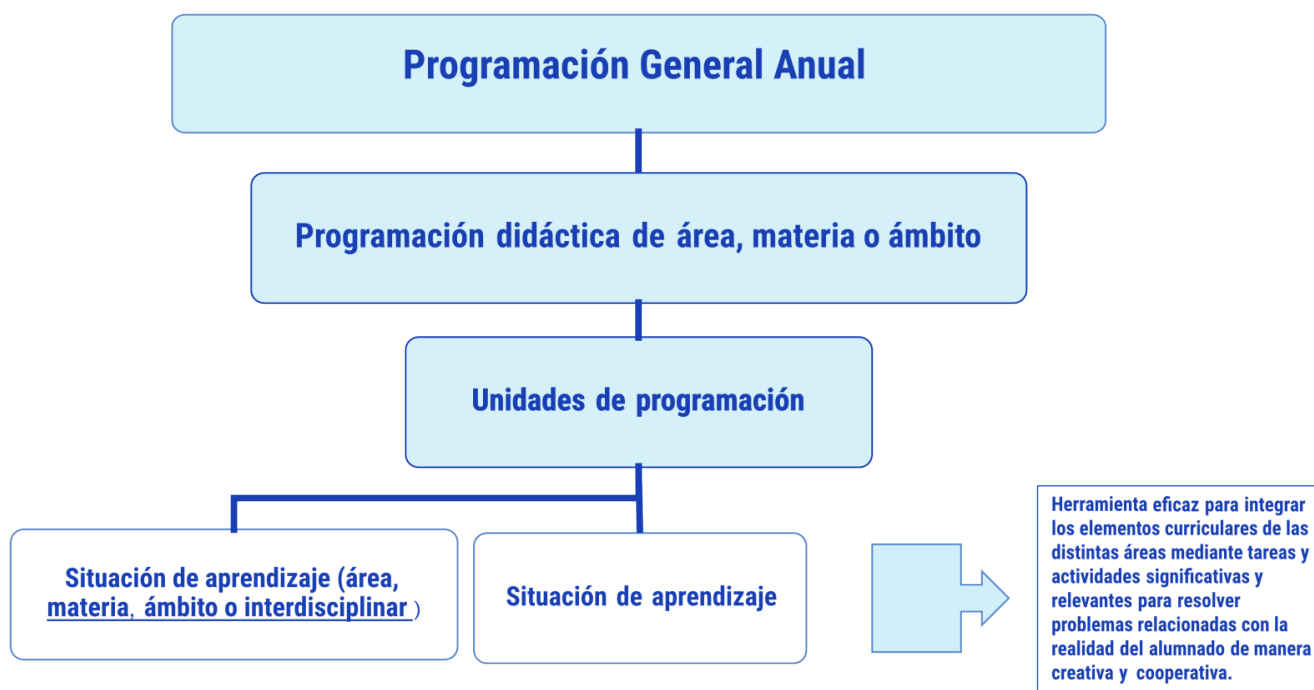 Programación General Anual
Programación didáctica de área, materia o ámbito
Unidades de programación
Situación de aprendizaje (área,
materia, ámbito o interdisciplinar )
Situación de aprendizaje
Herramienta eficaz para integrar
los elementos curriculares de las
distintas áreas mediante tareas y
actividades significativas y
relevantes para resolver
problemas relacionadas con la
realidad del alumnado de manera
creativa y cooperativa.